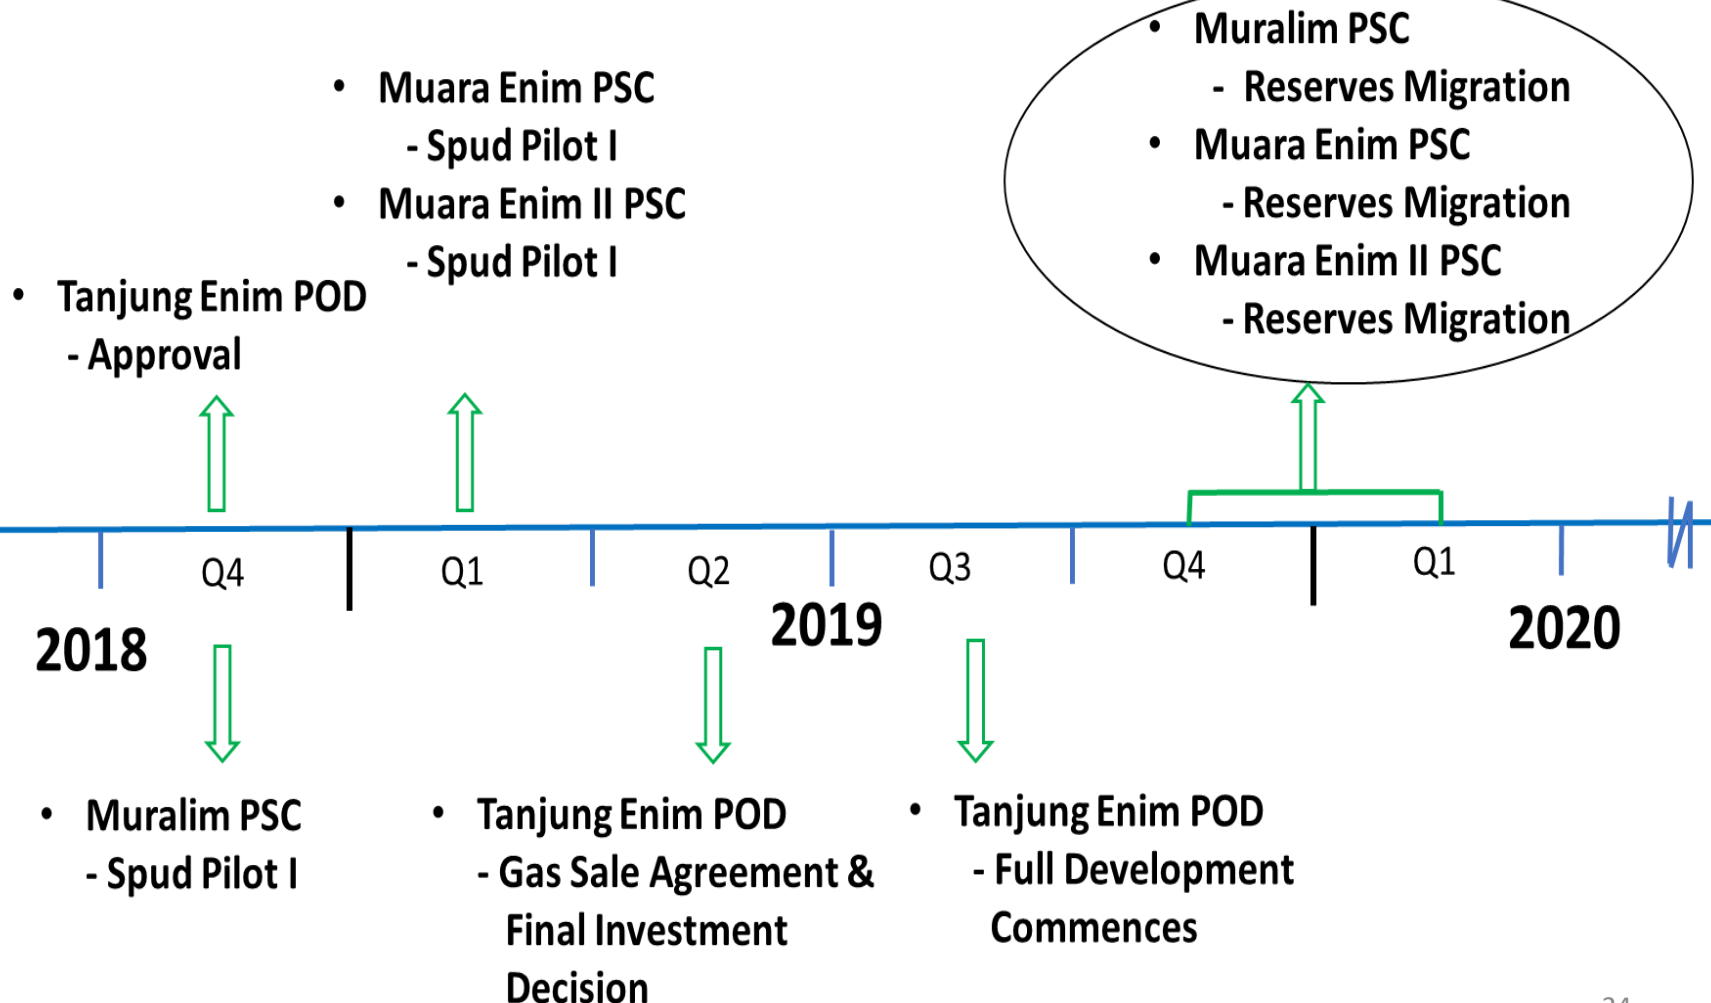 • Muralim PSC
- Reserves Migration
• Muara Enim PSC
- Reserves Migration
• Muara Enim II PSC
- Reserves Migration
• Muara Enim PSC
- Spud Pilot I
• Muara Enim II PSC
- Spud Pilot I
• Tanjung Enim POD
- Approval
Q4
Q1
Q2
Q3
Q4
Q1
2018
2019
2020
• Muralim PSC
- Spud Pilot I
• Tanjung Enim POD
- Gas Sale Agreement &
Final Investment
Decision
• Tanjung Enim POD
- Full Development
Commences